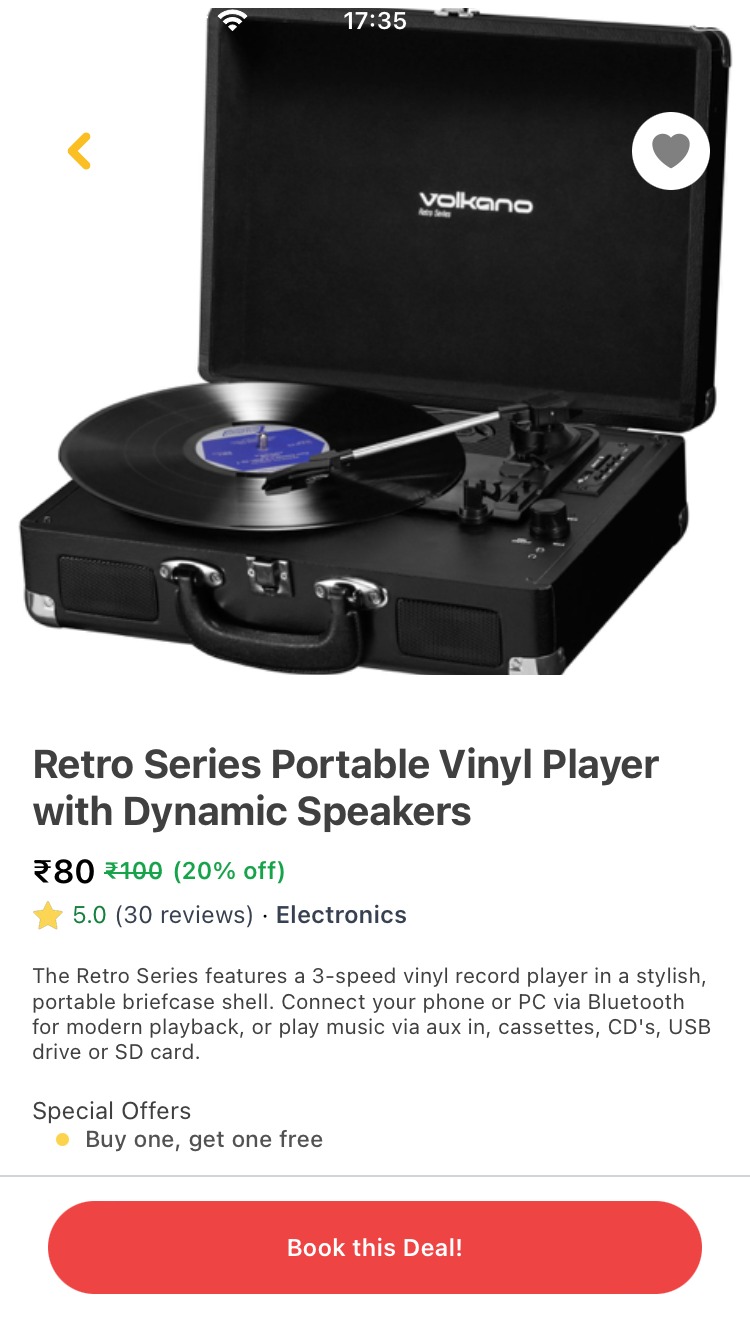 17:35
volkano
Retro Series
Retro Series Portable Vinyl Player
with Dynamic Speakers
₹80 ₹100 (20% off)
5.0 (30 reviews) · Electronics
The Retro Series features a 3-speed vinyl record player in a stylish,
portable briefcase shell. Connect your phone or PC via Bluetooth
for modern playback, or play music via aux in, cassettes, CD's, USB
drive or SD card.
Special Offers
Buy one, get one free
Book this Deal!